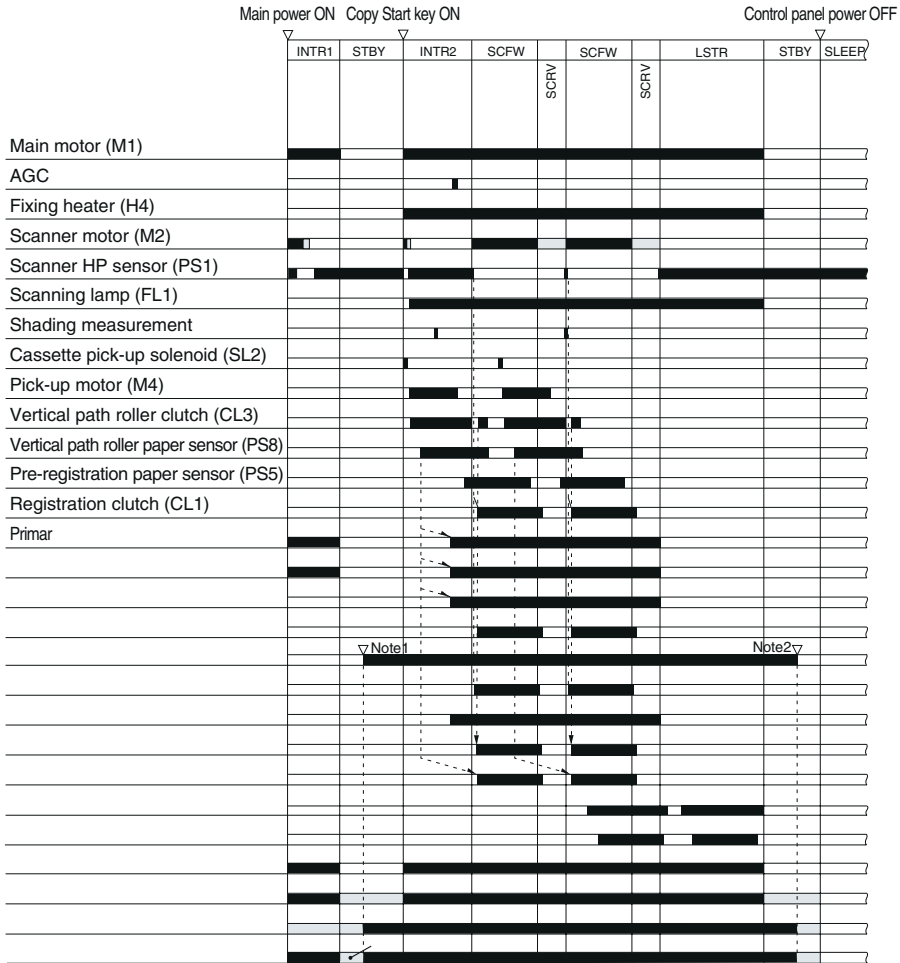 Main power ON Copy Start key ON Control panel power OFF
INTR1 STBY INTR2 SCFW SCRV SCFW SCRV LSTR STBY SLEEP
Main motor (M1)
AGC
Fixing heater (H4)
Scanner motor (M2)
Scanner HP sensor (PS1)
Scanning lamp (FL1)
Shading measurement
Cassette pick-up solenoid (SL2)
Pick-up motor (M4)
Vertical path roller clutch (CL3)
Vertical path roller paper sensor (PS8)
Pre-registration paper sensor (PS5)
Registration clutch (CL1)
Primar
Note1 Note2